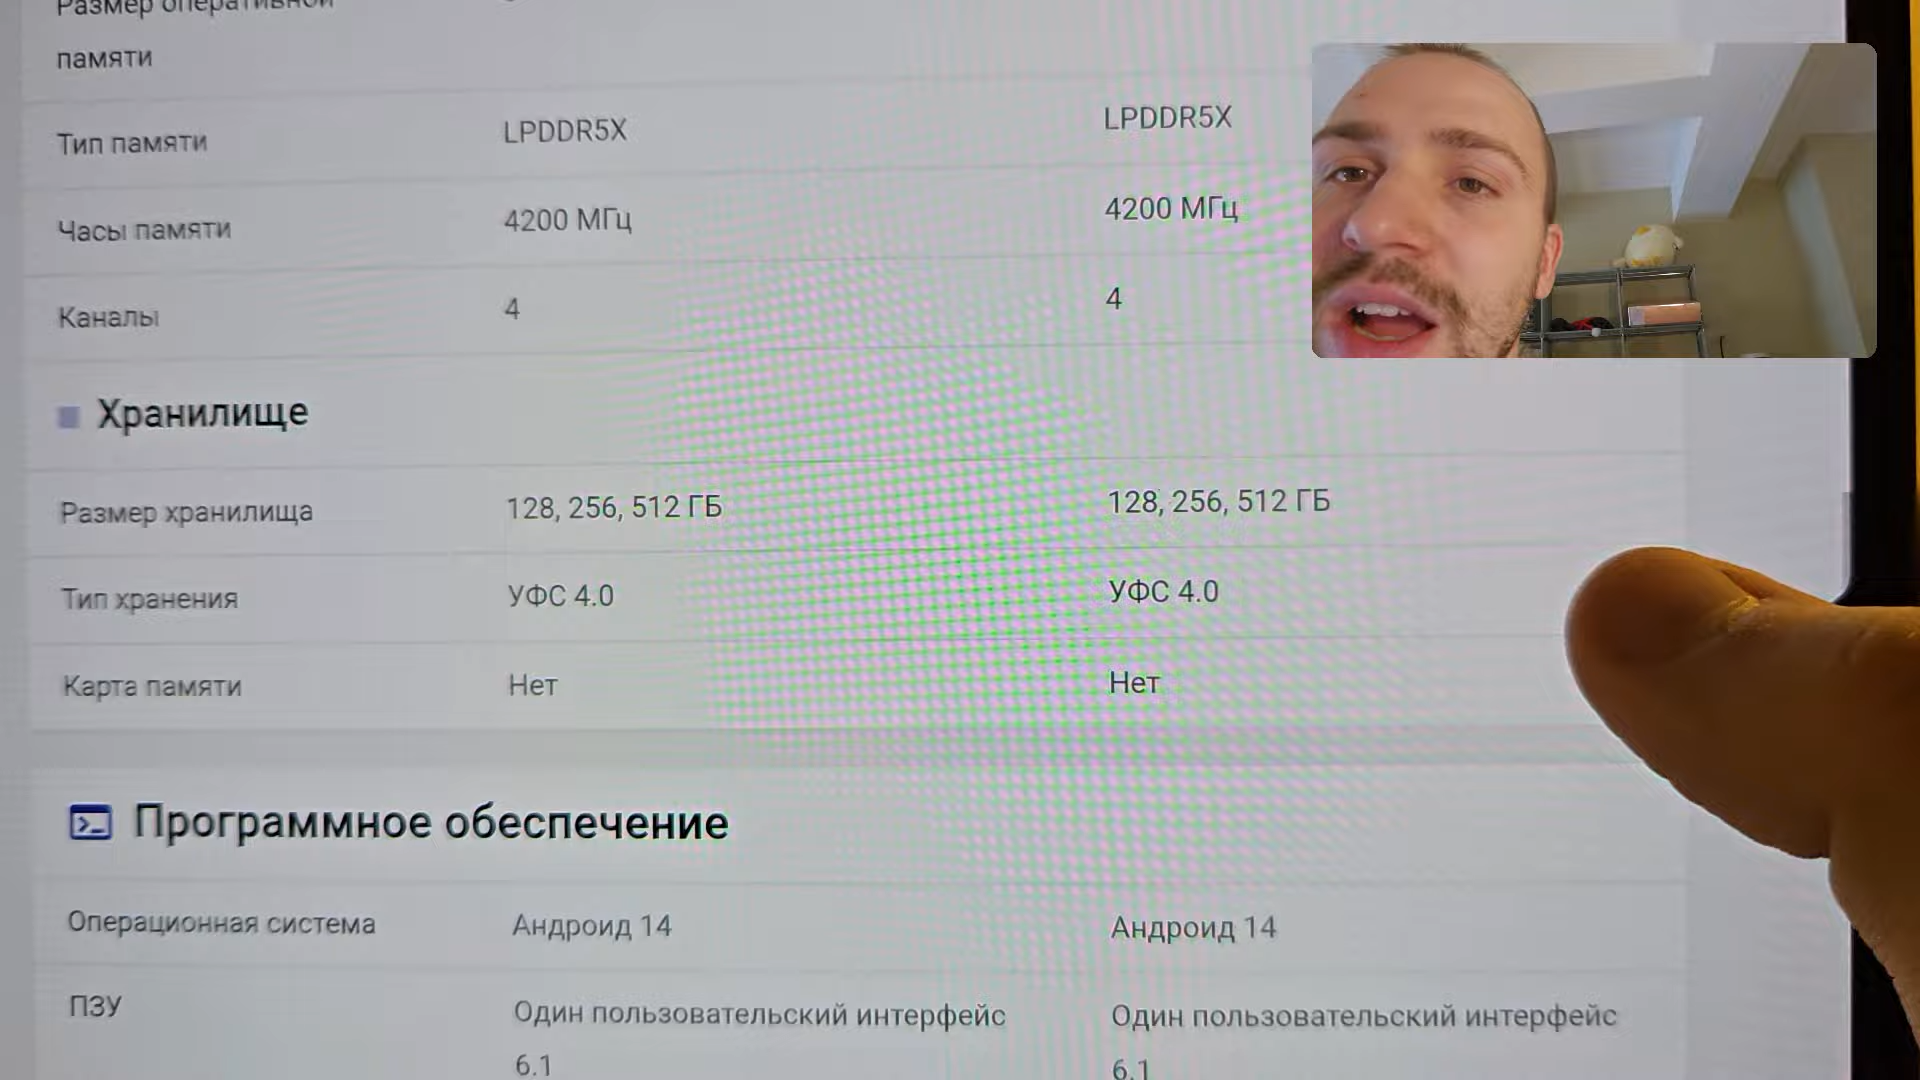 Размер оперативной
памяти
Тип памяти LPDDR5X LPDDR5X
Часы памяти 4200 МГц 4200 МГц
Каналы 4 4
Хранилище
Размер хранилища 128, 256, 512 ГБ 128, 256, 512 ГБ
Тип хранения УФС 4.0 УФС 4.0
Карта памяти Нет Нет
Программное обеспечение
Операционная система Андроид 14 Андроид 14
ПЗУ Один пользовательский интерфейс Один пользовательский интерфейс
6.1 6.1